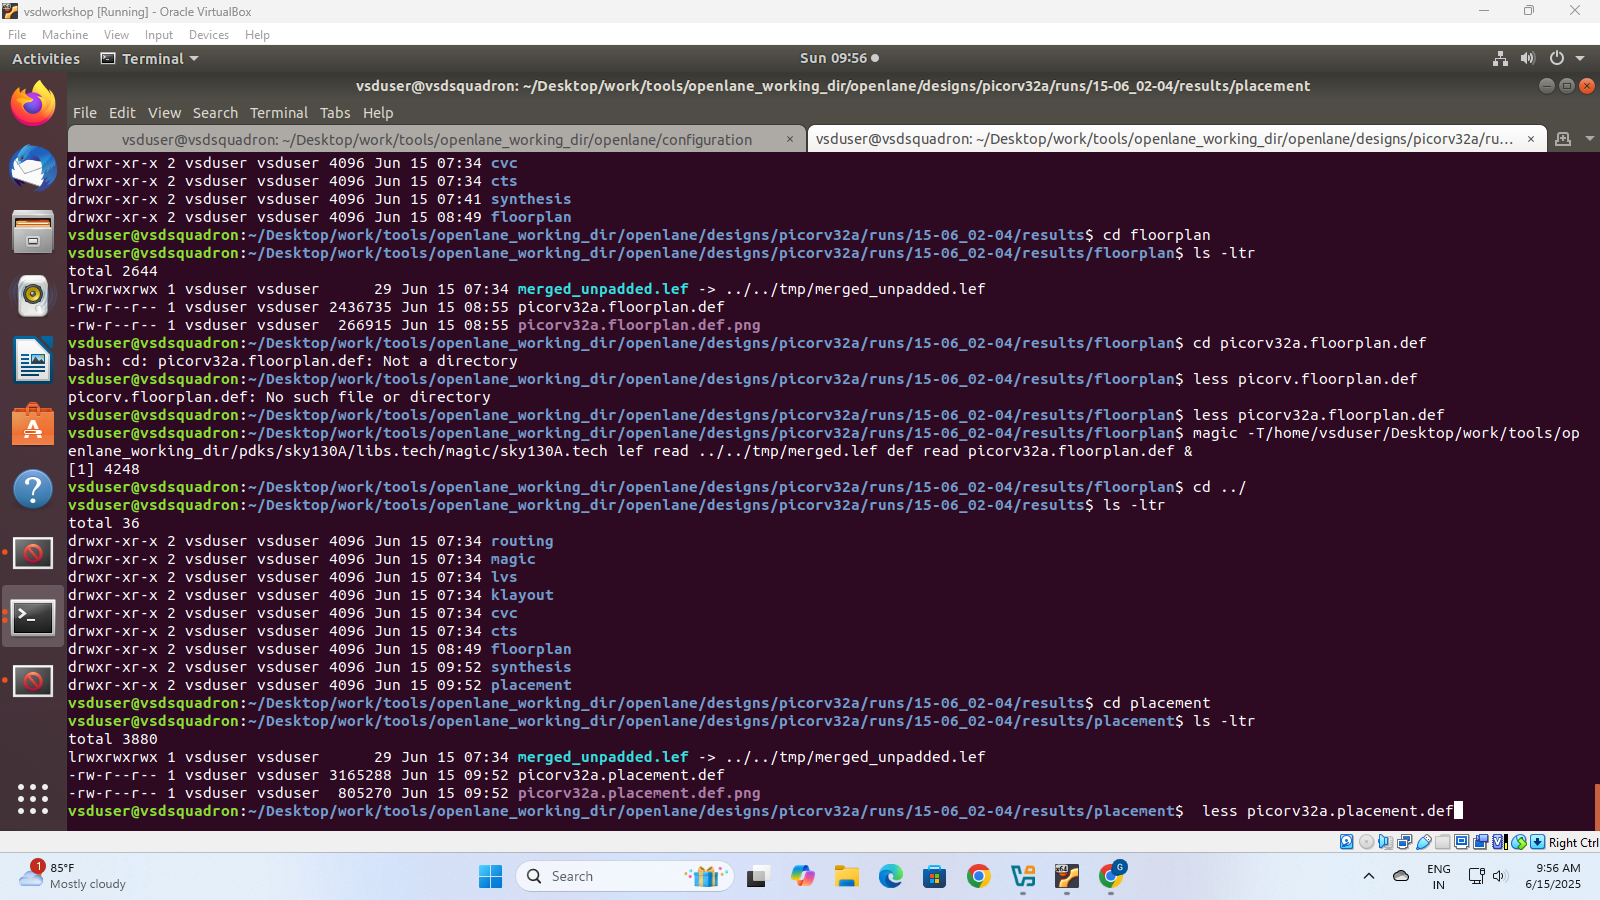 vsdworkshop [Running] - Oracle VirtualBox
File Machine View Input Devices Help
Activities Terminal Sun 09:56
vsduser@vsdsquadron: ~/Desktop/work/tools/openlane_working_dir/openlane/designs/picorv32a/runs/15-06_02-04/results/placement
File Edit View Search Terminal Tabs Help
vsduser@vsdsquadron: ~/Desktop/work/tools/openlane_working_dir/openlane/configuration × vsduser@vsdsquadron: ~/Desktop/work/tools/openlane_working_dir/openlane/designs/picorv32a/ru... ×
drwxr-xr-x 2 vsduser vsduser 4096 Jun 15 07:34 cvc
drwxr-xr-x 2 vsduser vsduser 4096 Jun 15 07:34 cts
drwxr-xr-x 2 vsduser vsduser 4096 Jun 15 07:41 synthesis
drwxr-xr-x 2 vsduser vsduser 4096 Jun 15 08:49 floorplan
vsduser@vsdsquadron:~/Desktop/work/tools/openlane_working_dir/openlane/designs/picorv32a/runs/15-06_02-04/results$ cd floorplan
vsduser@vsdsquadron:~/Desktop/work/tools/openlane_working_dir/openlane/designs/picorv32a/runs/15-06_02-04/results/floorplan$ ls -ltr
total 2644
lrwxrwxrwx 1 vsduser vsduser      29 Jun 15 07:34 merged_unpadded.lef -> ../../tmp/merged_unpadded.lef
-rw-r--r-- 1 vsduser vsduser 2436735 Jun 15 08:55 picorv32a.floorplan.def
-rw-r--r-- 1 vsduser vsduser  266915 Jun 15 08:55 picorv32a.floorplan.def.png
vsduser@vsdsquadron:~/Desktop/work/tools/openlane_working_dir/openlane/designs/picorv32a/runs/15-06_02-04/results/floorplan$ cd picorv32a.floorplan.def
bash: cd: picorv32a.floorplan.def: Not a directory
vsduser@vsdsquadron:~/Desktop/work/tools/openlane_working_dir/openlane/designs/picorv32a/runs/15-06_02-04/results/floorplan$ less picorv.floorplan.def
picorv.floorplan.def: No such file or directory
vsduser@vsdsquadron:~/Desktop/work/tools/openlane_working_dir/openlane/designs/picorv32a/runs/15-06_02-04/results/floorplan$ less picorv32a.floorplan.def
vsduser@vsdsquadron:~/Desktop/work/tools/openlane_working_dir/openlane/designs/picorv32a/runs/15-06_02-04/results/floorplan$ magic -T/home/vsduser/Desktop/work/tools/op
enlane_working_dir/pdks/sky130A/libs.tech/magic/sky130A.tech lef read ../../tmp/merged.lef def read picorv32a.floorplan.def &
[1] 4248
vsduser@vsdsquadron:~/Desktop/work/tools/openlane_working_dir/openlane/designs/picorv32a/runs/15-06_02-04/results/floorplan$ cd ../
vsduser@vsdsquadron:~/Desktop/work/tools/openlane_working_dir/openlane/designs/picorv32a/runs/15-06_02-04/results$ ls -ltr
total 36
drwxr-xr-x 2 vsduser vsduser 4096 Jun 15 07:34 routing
drwxr-xr-x 2 vsduser vsduser 4096 Jun 15 07:34 magic
drwxr-xr-x 2 vsduser vsduser 4096 Jun 15 07:34 lvs
drwxr-xr-x 2 vsduser vsduser 4096 Jun 15 07:34 klayout
drwxr-xr-x 2 vsduser vsduser 4096 Jun 15 07:34 cvc
drwxr-xr-x 2 vsduser vsduser 4096 Jun 15 07:34 cts
drwxr-xr-x 2 vsduser vsduser 4096 Jun 15 08:49 floorplan
drwxr-xr-x 2 vsduser vsduser 4096 Jun 15 09:52 synthesis
drwxr-xr-x 2 vsduser vsduser 4096 Jun 15 09:52 placement
vsduser@vsdsquadron:~/Desktop/work/tools/openlane_working_dir/openlane/designs/picorv32a/runs/15-06_02-04/results$ cd placement
vsduser@vsdsquadron:~/Desktop/work/tools/openlane_working_dir/openlane/designs/picorv32a/runs/15-06_02-04/results/placement$ ls -ltr
total 3880
lrwxrwxrwx 1 vsduser vsduser      29 Jun 15 07:34 merged_unpadded.lef -> ../../tmp/merged_unpadded.lef
-rw-r--r-- 1 vsduser vsduser 3165288 Jun 15 09:52 picorv32a.placement.def
-rw-r--r-- 1 vsduser vsduser  805270 Jun 15 09:52 picorv32a.placement.def.png
vsduser@vsdsquadron:~/Desktop/work/tools/openlane_working_dir/openlane/designs/picorv32a/runs/15-06_02-04/results/placement$  less picorv32a.placement.def
Right Ctrl
1 85°F
Mostly cloudy
Search
G
ENG
IN
9:56 AM
6/15/2025